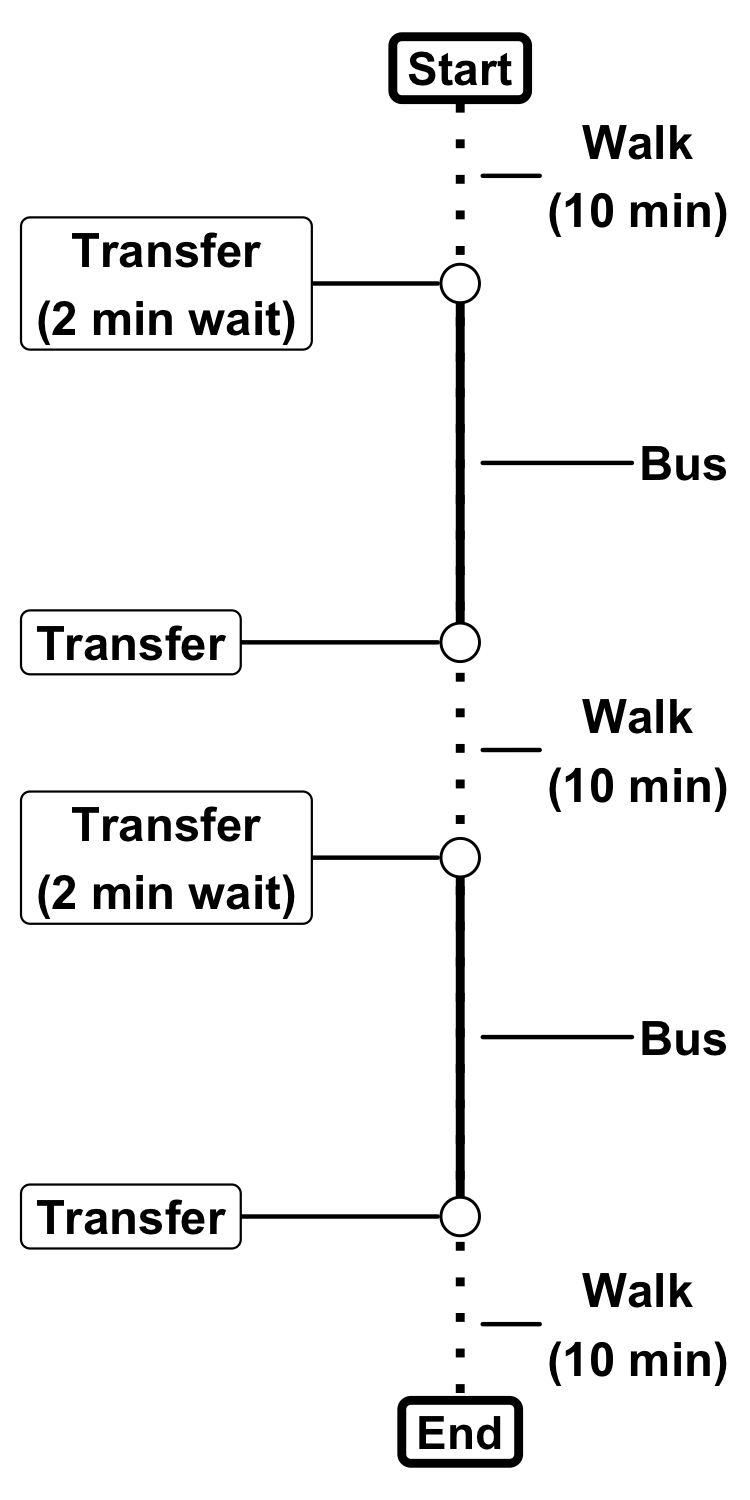 Start
Walk
(10 min)
Transfer
(2 min wait)
Bus
Transfer
Walk
(10 min)
Transfer
(2 min wait)
Bus
Transfer
Walk
(10 min)
End